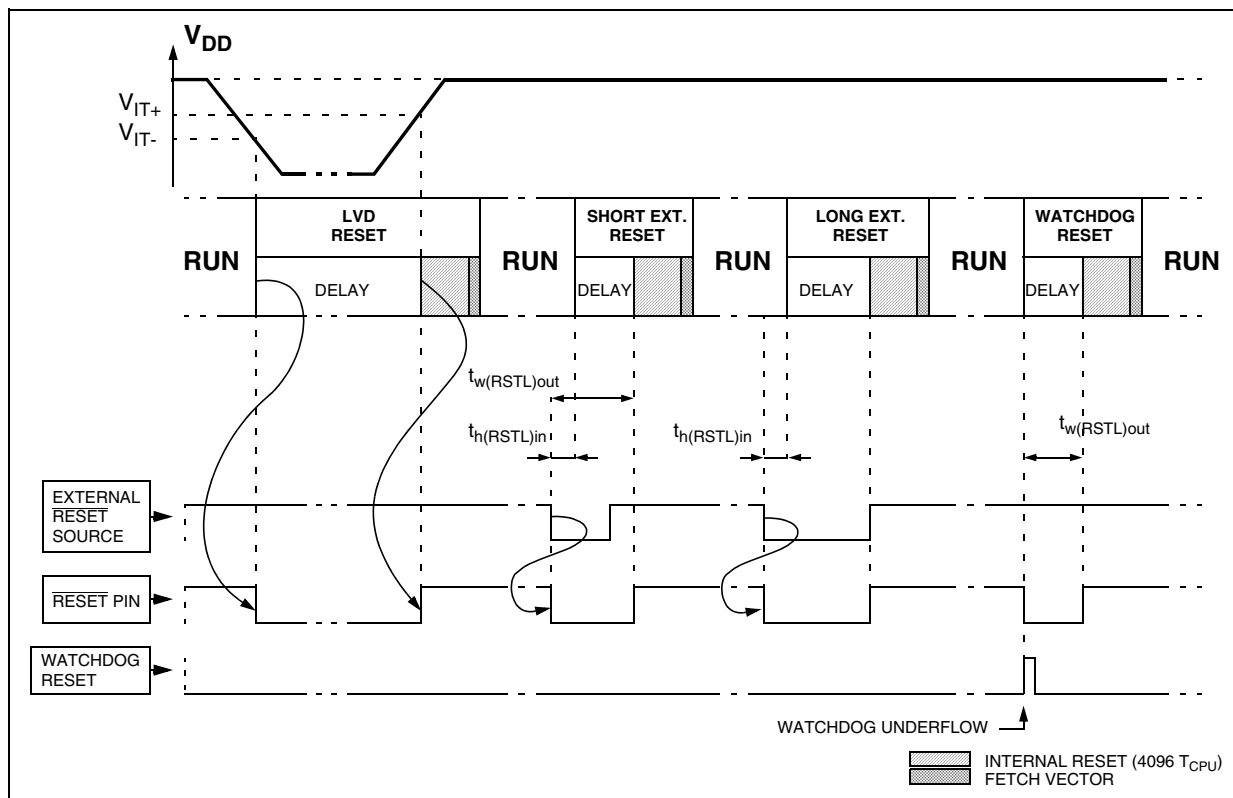 VDD
VIT+
VIT-
LVD
RESET
SHORT EXT.
RESET
LONG EXT.
RESET
WATCHDOG
RESET
RUN
RUN
RUN
RUN
RUN
DELAY
DELAY
DELAY
DELAY
tw(RSTL)out
th(RSTL)in
th(RSTL)in
tw(RSTL)out
EXTERNAL
RESET
SOURCE
RESET PIN
WATCHDOG
RESET
WATCHDOG UNDERFLOW
INTERNAL RESET (4096 TCPU)
FETCH VECTOR